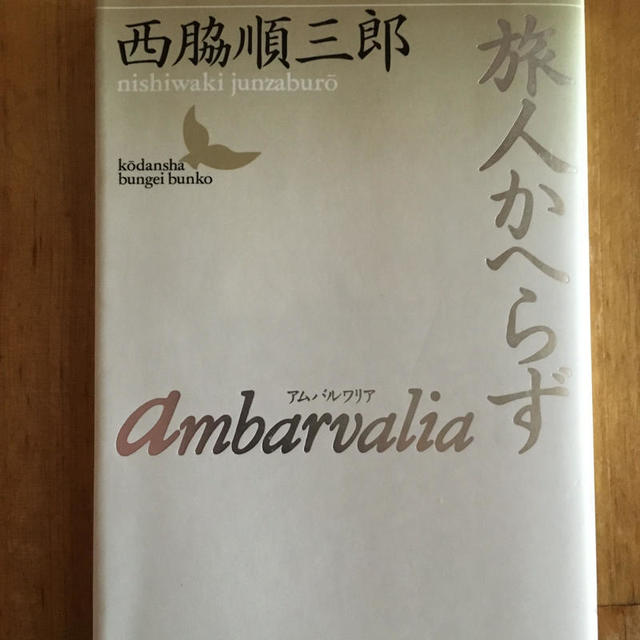 西脇順三郎
nishiwaki junzaburō
kōdansha
bungei bunko
旅人かへらず
アムバルワリア
ambarvalia